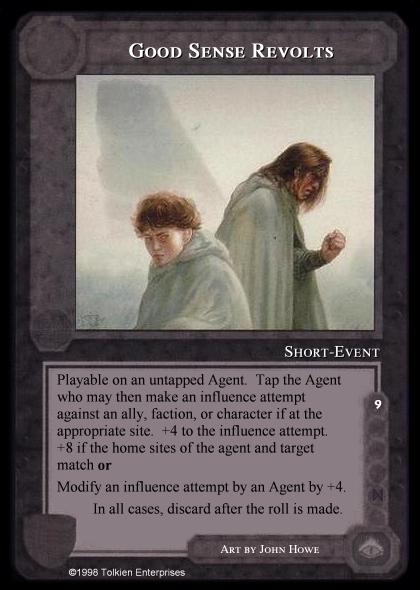 Good Sense Revolts
Short-Event
Playable on an untapped Agent. Tap the Agent
who may then make an influence attempt
against an ally, faction, or character if at the
appropriate site. +4 to the influence attempt.
+8 if the home sites of the agent and target
match or
9
Modify an influence attempt by an Agent by +4.
In all cases, discard after the roll is made.
Art by John Howe
©1998 Tolkien Enterprises